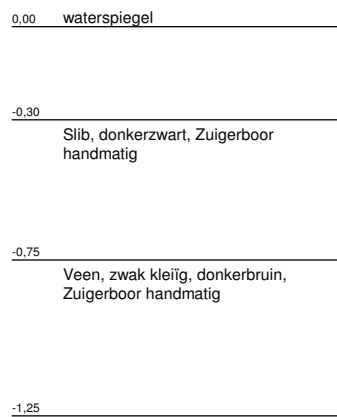 0,00 waterspiegel
-0,30
Slib, donkerzwart, Zuigerboor
handmatig
-0,75
Veen, zwak kleiïg, donkerbruin,
Zuigerboor handmatig
-1,25